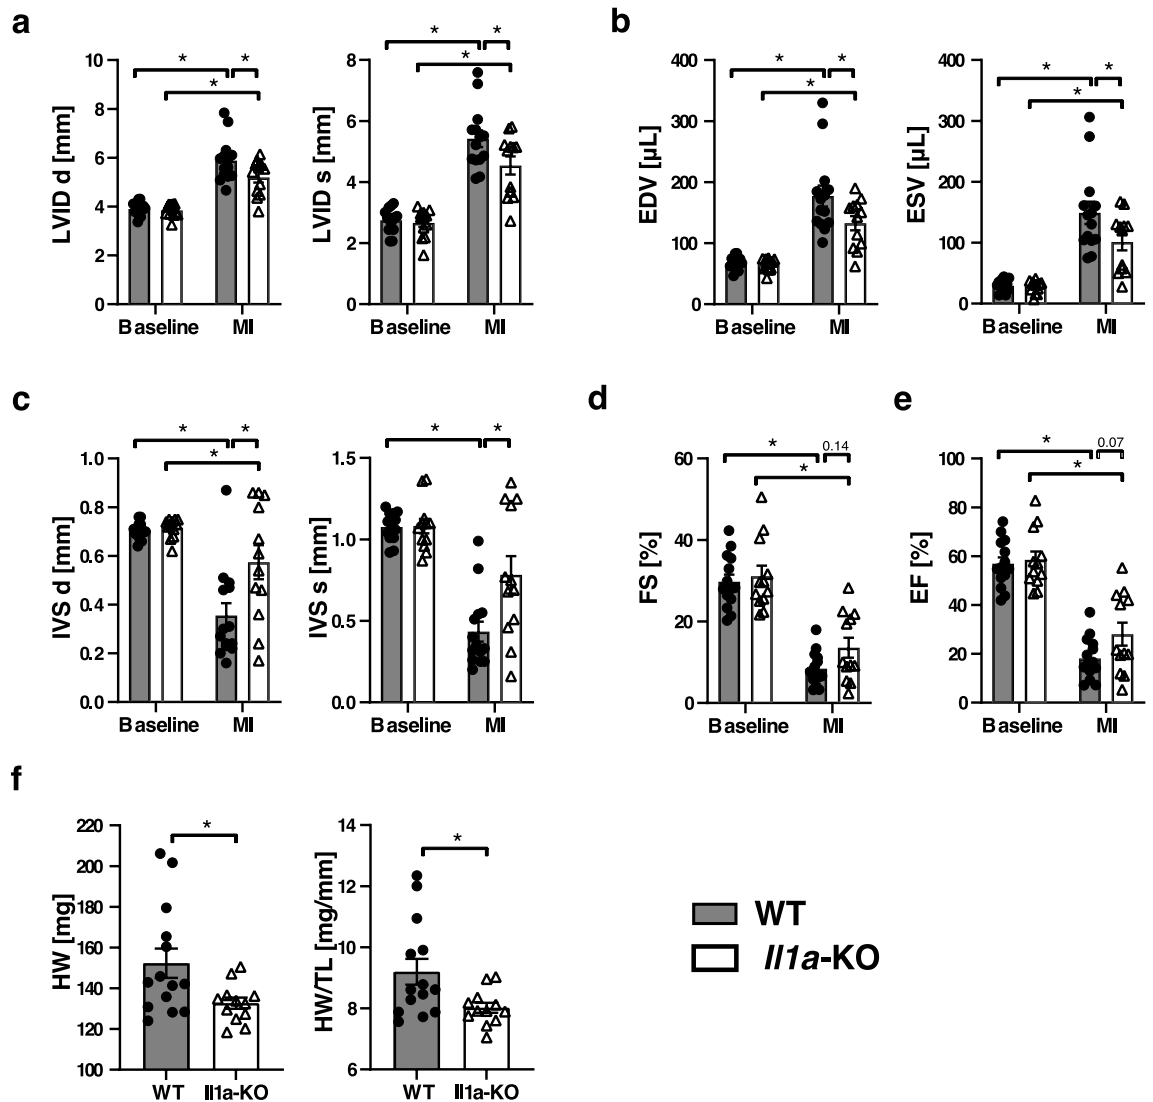 a
LVID d [mm]
10
8
6
4
2
0
* * *
Baseline MI
LVID s [mm]
8
6
4
2
0
* * *
Baseline MI
b
EDV [µL]
400
300
200
100
0
* * *
Baseline MI
ESV [µL]
400
300
200
100
0
* * *
Baseline MI
c
IVS d [mm]
1.0
0.8
0.6
0.4
0.2
0.0
* * *
Baseline MI
IVS s [mm]
1.5
1.0
0.5
0.0
* *
Baseline MI
d
FS [%]
60
40
20
0
* 0.14
*
Baseline MI
e
EF [%]
100
80
60
40
20
0
* 0.07
*
Baseline MI
f
HW [mg]
220
200
180
160
140
120
100
*
WT Il1a-KO
HW/TL [mg/mm]
14
12
10
8
6
*
WT Il1a-KO
WT
Il1a-KO